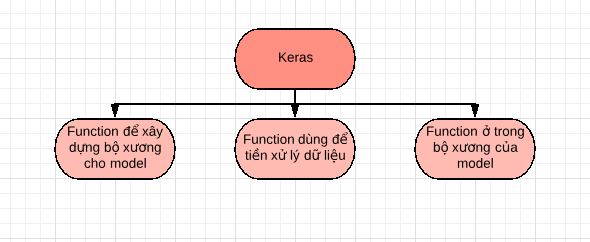 Keras
Function để xây
dựng bộ xương
cho model
Function dùng để
tiền xử lý dữ liệu
Function ở trong
bộ xương của
model